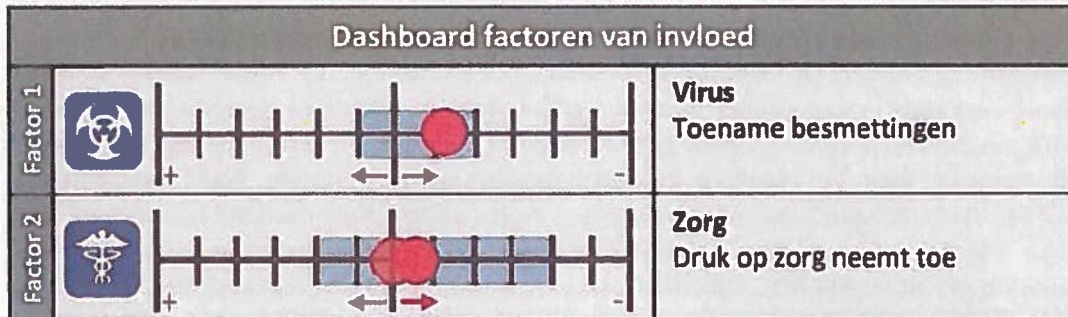 Dashboard factoren van invloed
Factor 1
Virus
Toename besmettingen
+ -
Factor 2
Zorg
Druk op zorg neemt toe
+ -